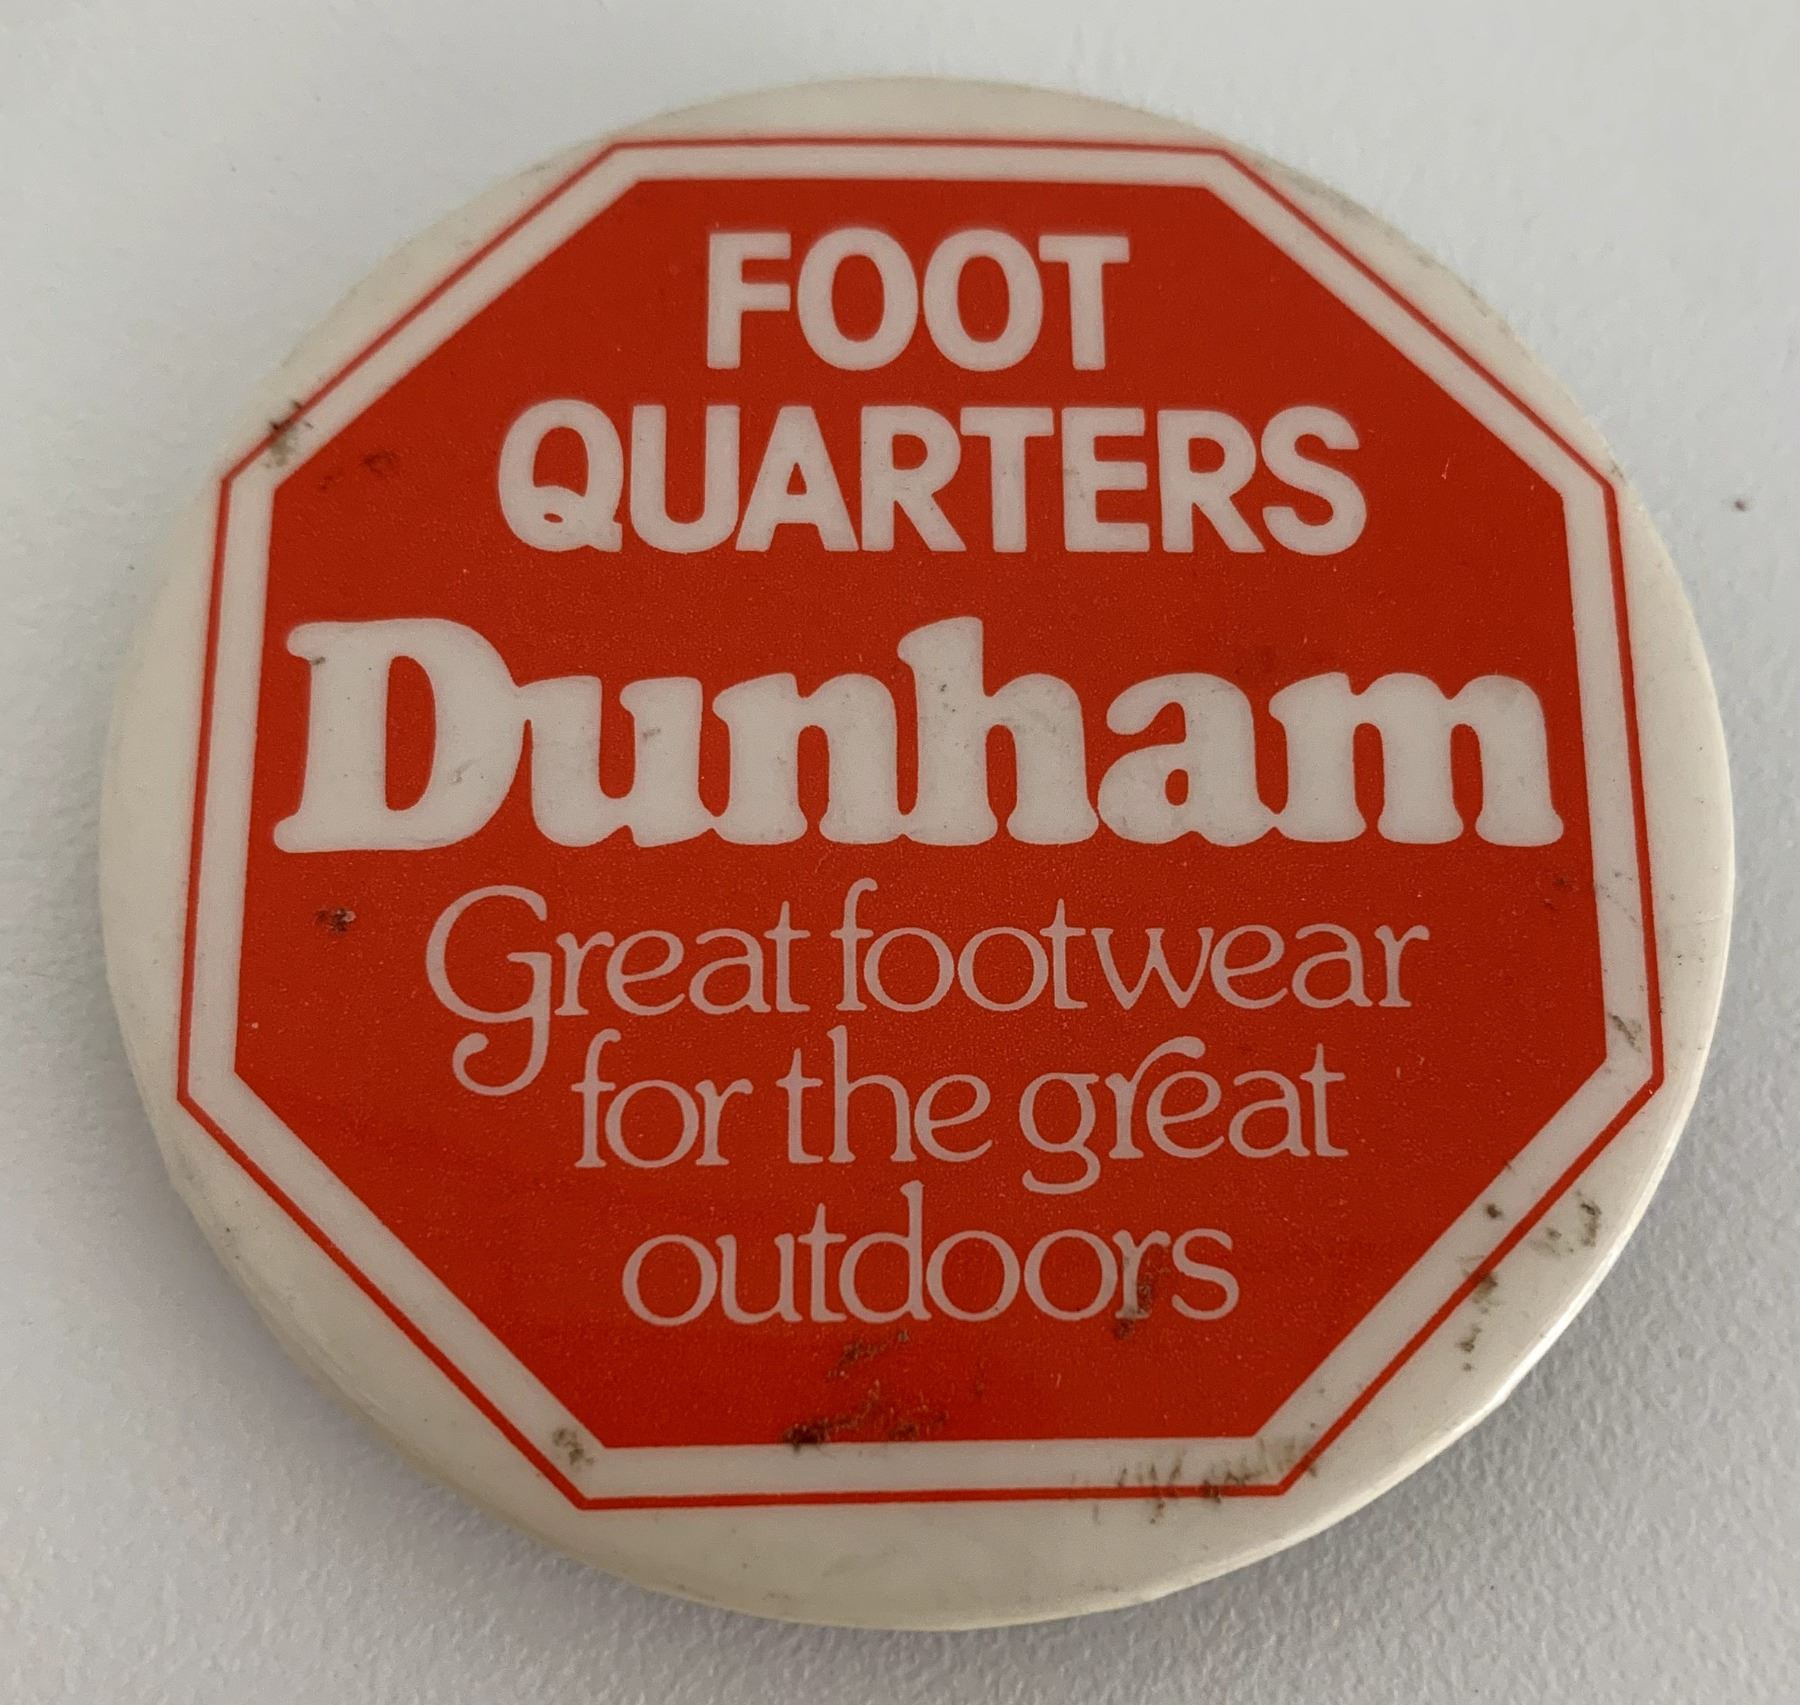 FOOT
QUARTERS
Dunham
Great footwear
for the great
outdoors